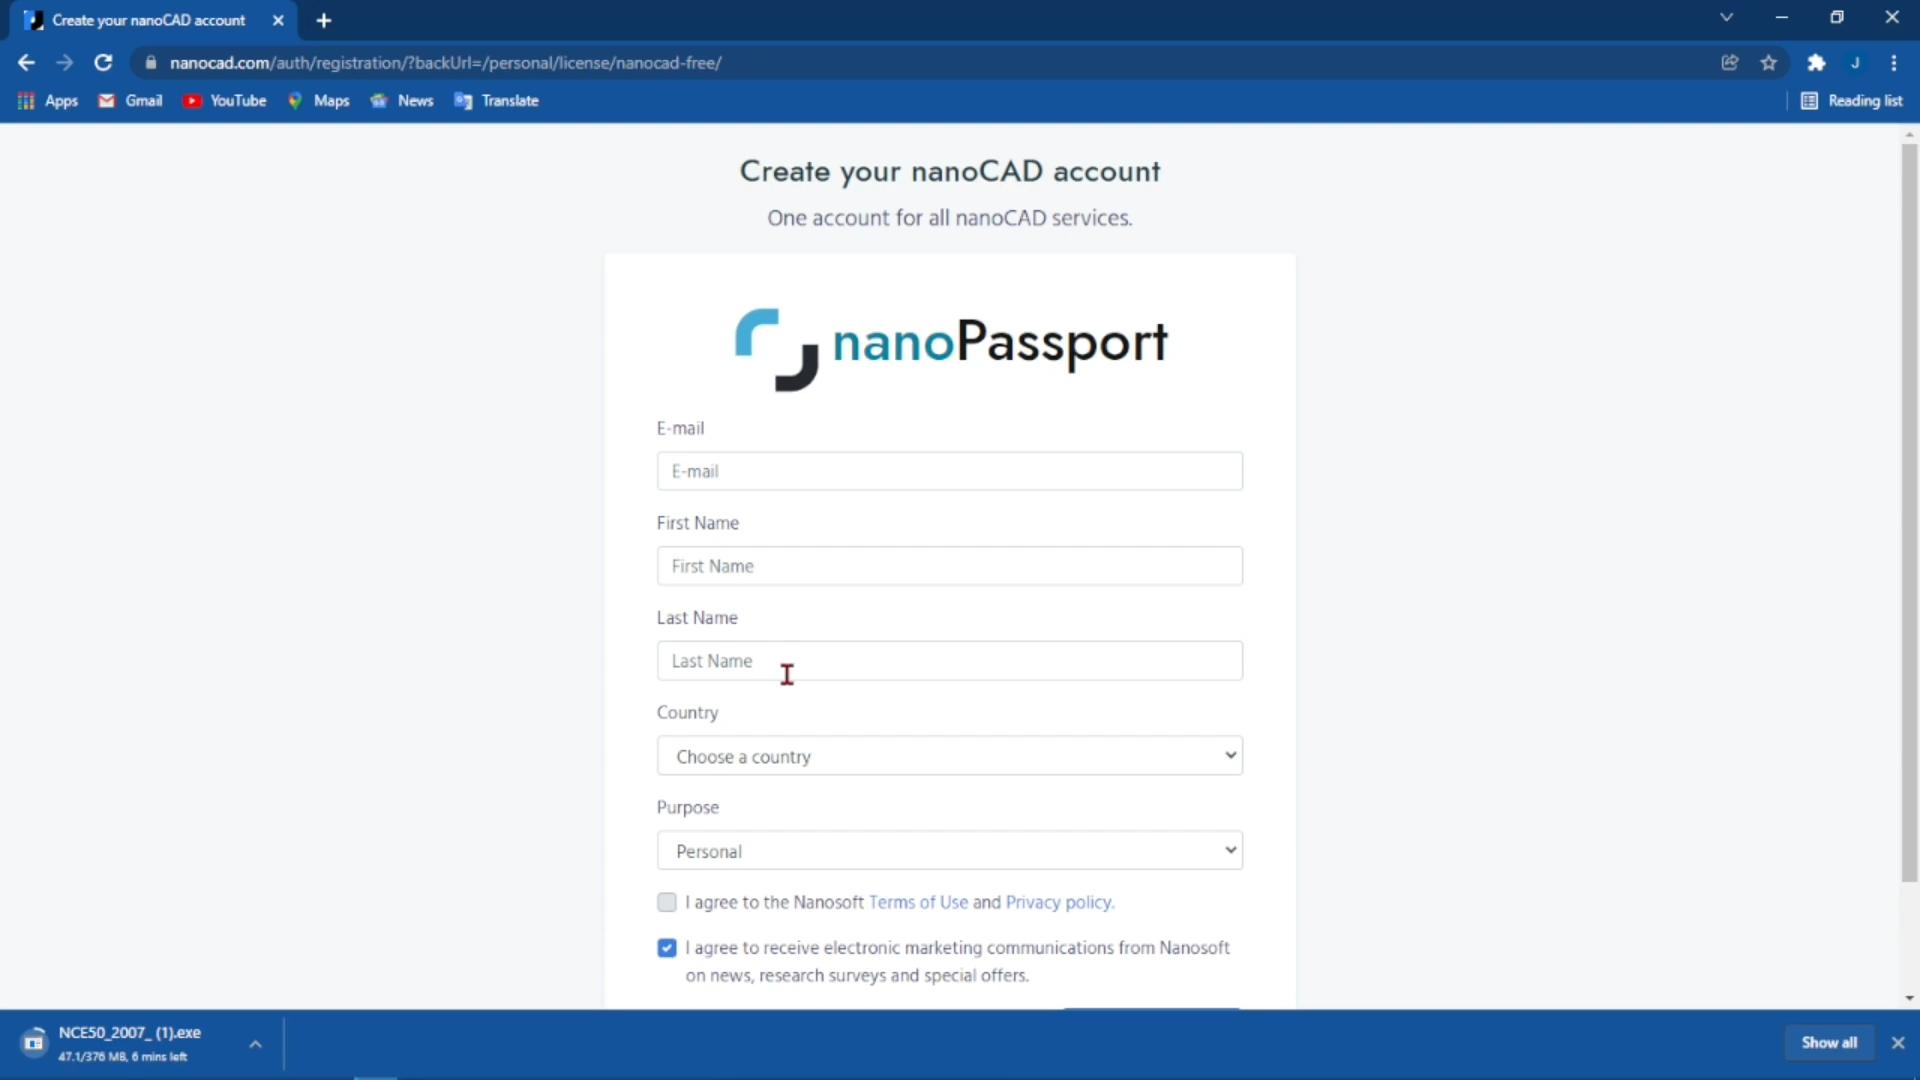 Create your nanoCAD account
nanocad.com/auth/registration/?backUrl=/personal/license/nanocad-free/
J
Apps Gmail YouTube Maps News Translate Reading list
Create your nanoCAD account
One account for all nanoCAD services.
nanoPassport
E-mail
E-mail
First Name
First Name
Last Name
Last Name
Country
Choose a country
Purpose
Personal
I agree to the Nanosoft Terms of Use and Privacy policy.
I agree to receive electronic marketing communications from Nanosoft
on news, research surveys and special offers.
NCE50_2007_ (1).exe
47.1/376 MB, 6 mins left
Show all